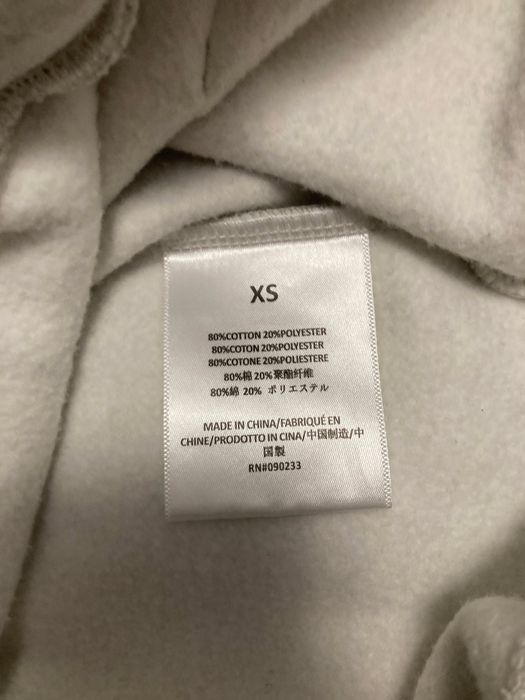 XS
80%COTTON 20%POLYESTER
80%COTON 20%POLYESTER
80%COTONE 20%POLIESTERE
80%棉 20%聚酯纤维
80%綿 20% ポリエステル
MADE IN CHINA/FABRIQUÉ EN
CHINE/PRODOTTO IN CINA/中国制造/中
国製
RN#090233